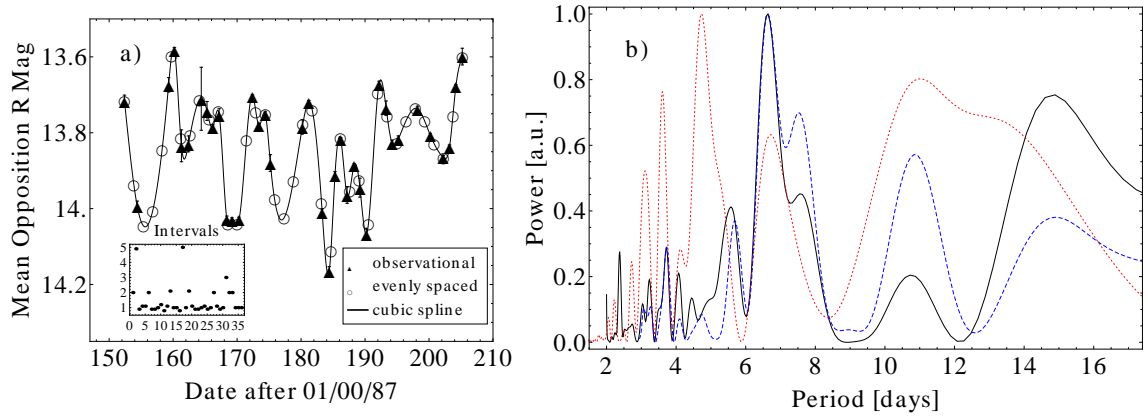 a)
Mean Opposition R Mag
13.6
13.8
14.
14.2
Intervals
5
4
3
2
1
0 5 10 15 20 25 30 35
observational
evenly spaced
cubic spline
150 160 170 180 190 200 210
Date after 01/00/87
b)
Power [a.u.]
1.0
0.8
0.6
0.4
0.2
0.0
2 4 6 8 10 12 14 16
Period [days]